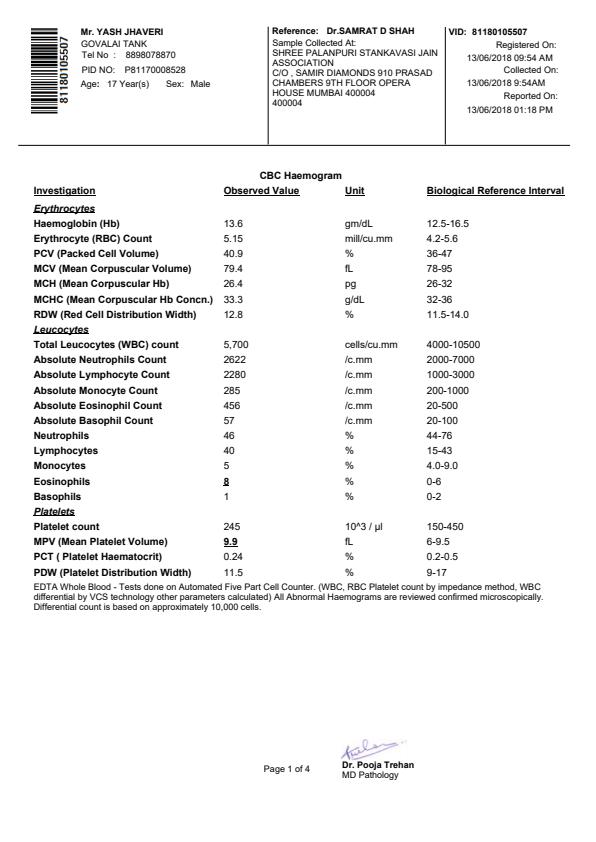 81180105507
Mr. YASH JHAVERI
GOVALAI TANK
Tel No : 8898078870
PID NO: P81170008528
Age: 17 Year(s) Sex: Male
Reference: Dr.SAMRAT D SHAH
Sample Collected At:
SHREE PALANPURI STANKAVASI JAIN
ASSOCIATION
C/O , SAMIR DIAMONDS 910 PRASAD
CHAMBERS 9TH FLOOR OPERA
HOUSE MUMBAI 400004
400004
VID: 81180105507
Registered On:
13/06/2018 09:54 AM
Collected On:
13/06/2018 9:54AM
Reported On:
13/06/2018 01:18 PM
CBC Haemogram
Investigation Observed Value Unit Biological Reference Interval
Erythrocytes
Haemoglobin (Hb) 13.6 gm/dL 12.5-16.5
Erythrocyte (RBC) Count 5.15 mill/cu.mm 4.2-5.6
PCV (Packed Cell Volume) 40.9 % 36-47
MCV (Mean Corpuscular Volume) 79.4 fL 78-95
MCH (Mean Corpuscular Hb) 26.4 pg 26-32
MCHC (Mean Corpuscular Hb Concn.) 33.3 g/dL 32-36
RDW (Red Cell Distribution Width) 12.8 % 11.5-14.0
Leucocytes
Total Leucocytes (WBC) count 5,700 cells/cu.mm 4000-10500
Absolute Neutrophils Count 2622 /c.mm 2000-7000
Absolute Lymphocyte Count 2280 /c.mm 1000-3000
Absolute Monocyte Count 285 /c.mm 200-1000
Absolute Eosinophil Count 456 /c.mm 20-500
Absolute Basophil Count 57 /c.mm 20-100
Neutrophils 46 % 44-76
Lymphocytes 40 % 15-43
Monocytes 5 % 4.0-9.0
Eosinophils 8 % 0-6
Basophils 1 % 0-2
Platelets
Platelet count 245 10^3 / µl 150-450
MPV (Mean Platelet Volume) 9.9 fL 6-9.5
PCT ( Platelet Haematocrit) 0.24 % 0.2-0.5
PDW (Platelet Distribution Width) 11.5 % 9-17
EDTA Whole Blood - Tests done on Automated Five Part Cell Counter. (WBC, RBC Platelet count by impedance method, WBC
differential by VCS technology other parameters calculated) All Abnormal Haemograms are reviewed confirmed microscopically.
Differential count is based on approximately 10,000 cells.
Page 1 of 4
Dr. Pooja Trehan
MD Pathology